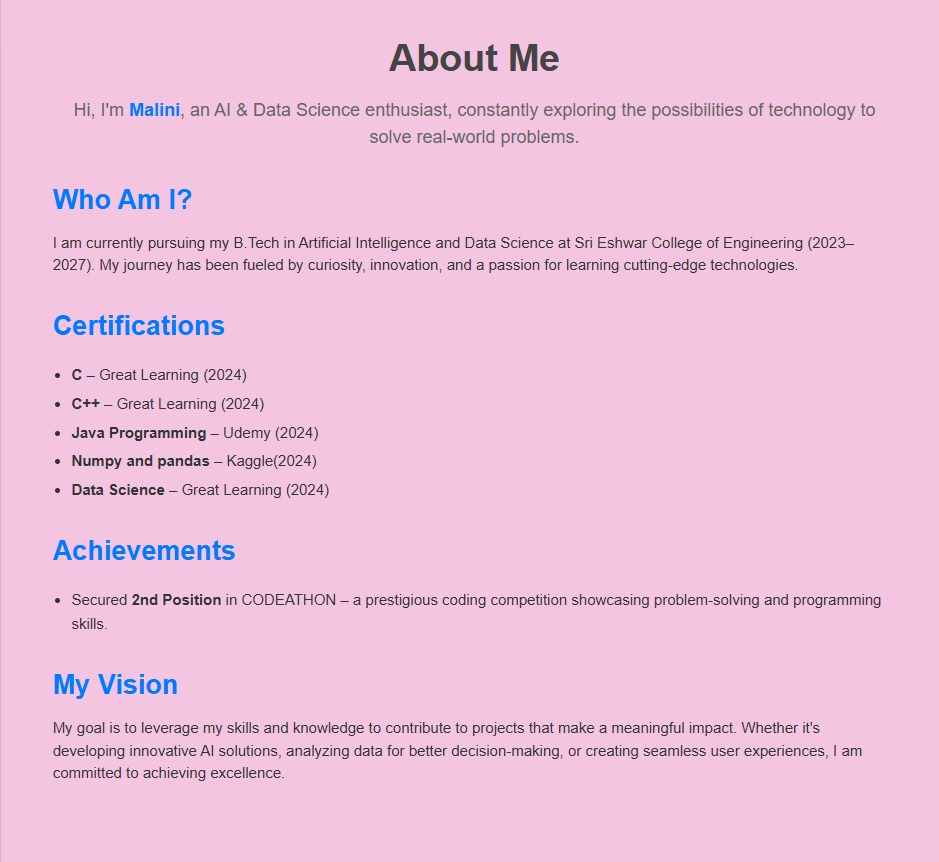 About Me
Hi, I'm Malini, an AI & Data Science enthusiast, constantly exploring the possibilities of technology to
solve real-world problems.
Who Am I?
I am currently pursuing my B.Tech in Artificial Intelligence and Data Science at Sri Eshwar College of Engineering (2023–
2027). My journey has been fueled by curiosity, innovation, and a passion for learning cutting-edge technologies.
Certifications
• C – Great Learning (2024)
• C++ – Great Learning (2024)
• Java Programming – Udemy (2024)
• Numpy and pandas – Kaggle(2024)
• Data Science – Great Learning (2024)
Achievements
• Secured 2nd Position in CODEATHON – a prestigious coding competition showcasing problem-solving and programming
skills.
My Vision
My goal is to leverage my skills and knowledge to contribute to projects that make a meaningful impact. Whether it's
developing innovative AI solutions, analyzing data for better decision-making, or creating seamless user experiences, I am
committed to achieving excellence.